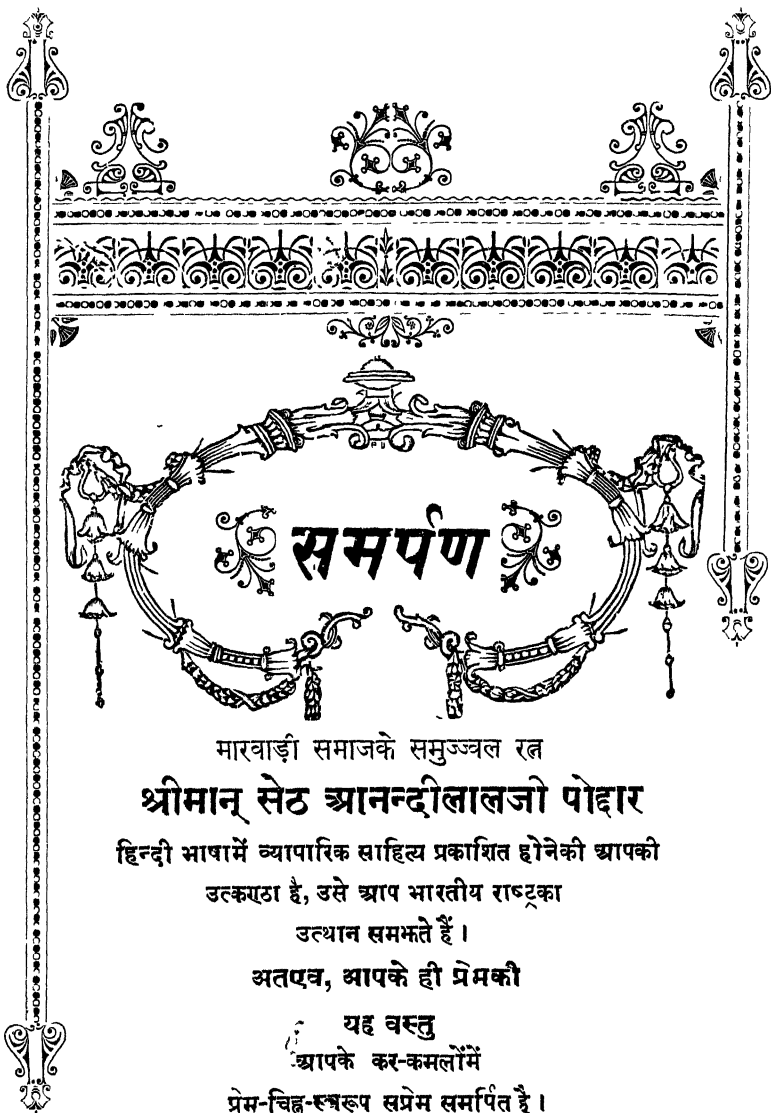 समर्पण
मारवाड़ी समाजके समुज्ज्वल रत्न
श्रीमान् सेठ आनन्दीलालजी पोद्दार
हिन्दी भाषामें व्यापारिक साहित्य प्रकाशित होनेकी आपकी
उत्कण्ठा है, उसे आप भारतीय राष्ट्रका
उत्थान समझते हैं।
अतएव, आपके ही प्रेमकी
यह वस्तु
आपके कर-कमलोंमें
प्रेम-चिह्न-स्वरूप सप्रेम समर्पित है।